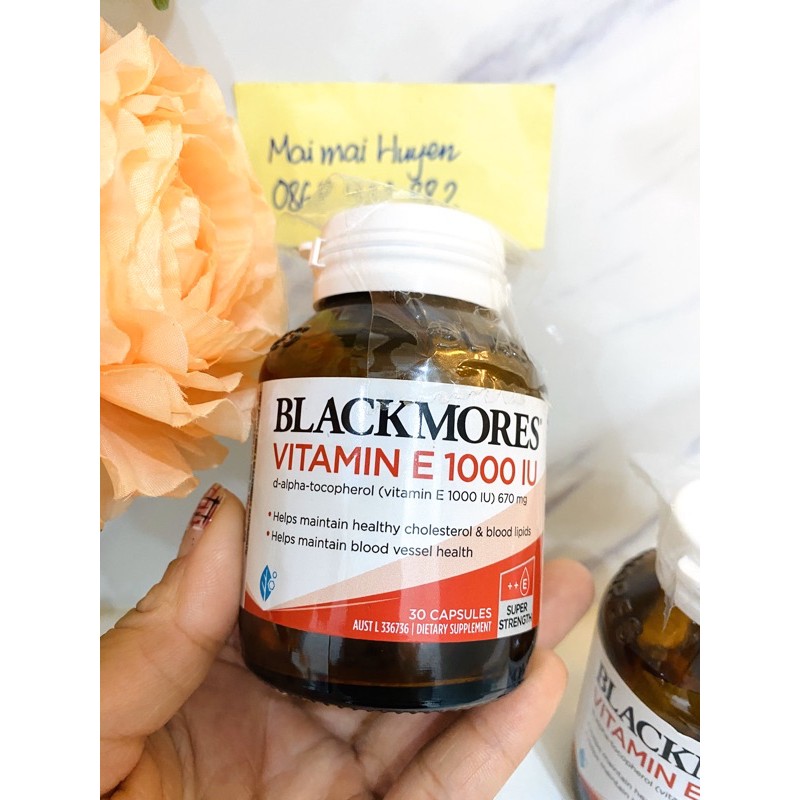 Mai mai Huyen
BLACKMORES
VITAMIN E 1000 IU
d-alpha-tocopherol (vitamin E 1000 IU) 670 mg
• Helps maintain healthy cholesterol & blood lipids
• Helps maintain blood vessel health
++E
30 CAPSULES
SUPER
STRENGTH
AUST L 336736 | DIETARY SUPPLEMENT
VITAMIN E